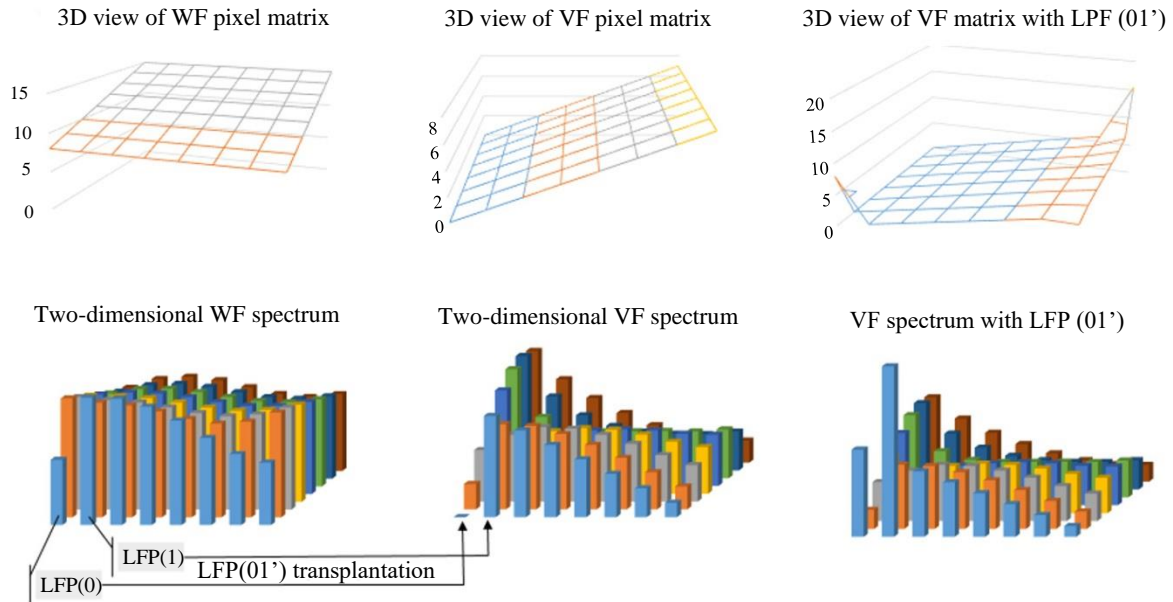 3D view of WF pixel matrix
3D view of VF pixel matrix
3D view of VF matrix with LPF (01’)
15
10
5
0
8
6
4
2
0
20
15
10
5
0
Two-dimensional WF spectrum
Two-dimensional VF spectrum
VF spectrum with LFP (01’)
LFP(1)
LFP(01’) transplantation
LFP(0)